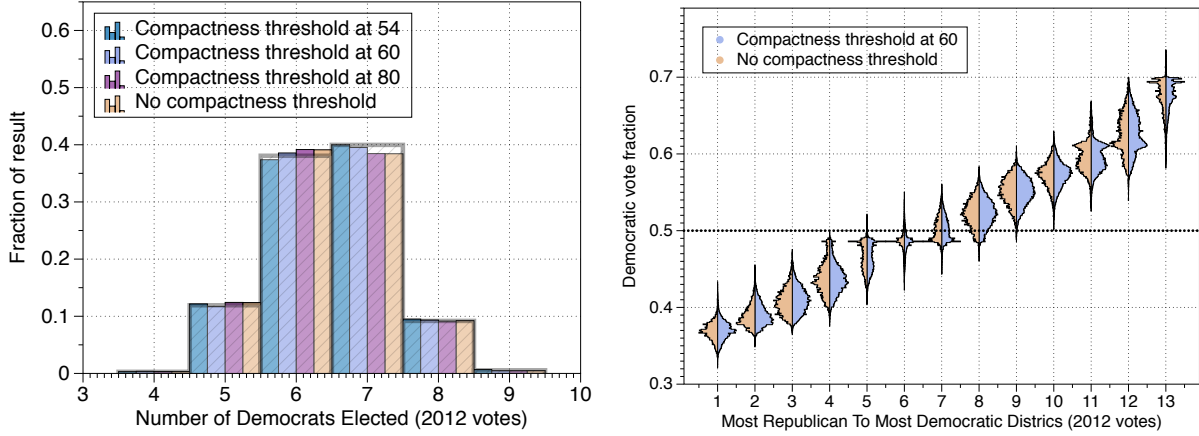 0.6
0.5
0.4
0.3
0.2
0.1
0
Fraction of result
Compactness threshold at 54
Compactness threshold at 60
Compactness threshold at 80
No compactness threshold
3 4 5 6 7 8 9 10
Number of Democrats Elected (2012 votes)
0.7
0.6
0.5
0.4
0.3
Democratic vote fraction
Compactness threshold at 60
No compactness threshold
1 2 3 4 5 6 7 8 9 10 11 12 13
Most Republican To Most Democratic Districs (2012 votes)